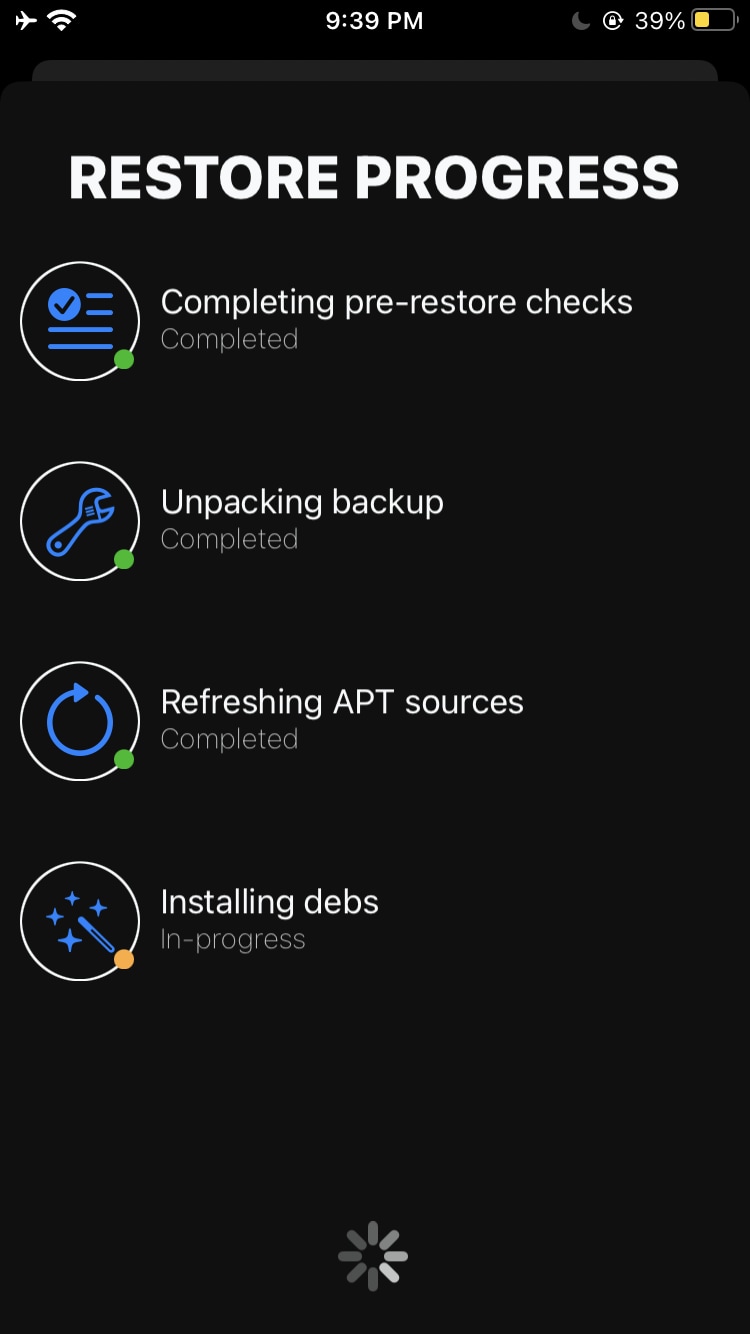 9:39 PM
39%
RESTORE PROGRESS
Completing pre-restore checks
Completed
Unpacking backup
Completed
Refreshing APT sources
Completed
Installing debs
In-progress